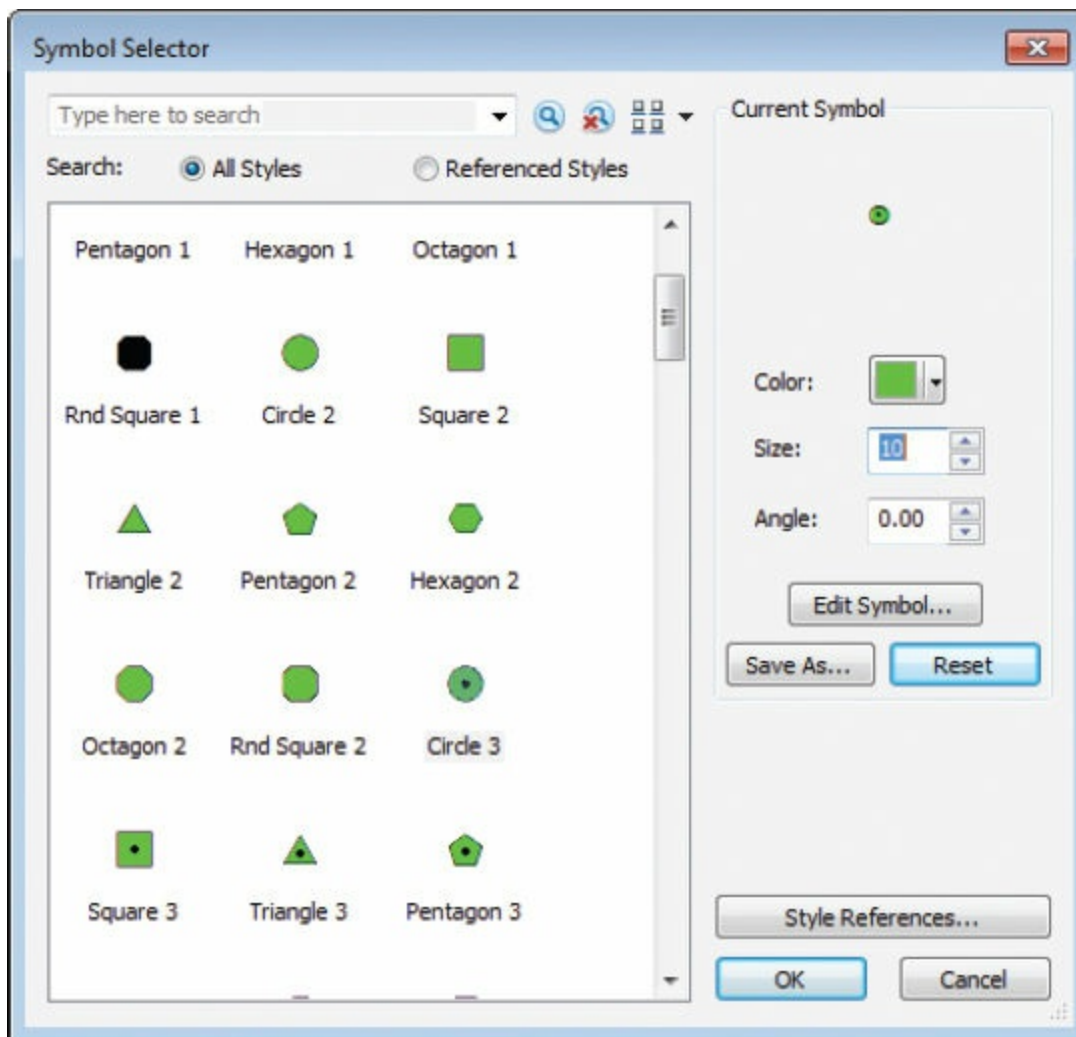 Symbol Selector
Type here to search
Search: All Styles Referenced Styles
Pentagon 1 Hexagon 1 Octagon 1
Rnd Square 1 Circle 2 Square 2
Triangle 2 Pentagon 2 Hexagon 2
Octagon 2 Rnd Square 2 Circle 3
Square 3 Triangle 3 Pentagon 3
Current Symbol
Color:
Size: 10
Angle: 0.00
Edit Symbol...
Save As... Reset
Style References...
OK Cancel